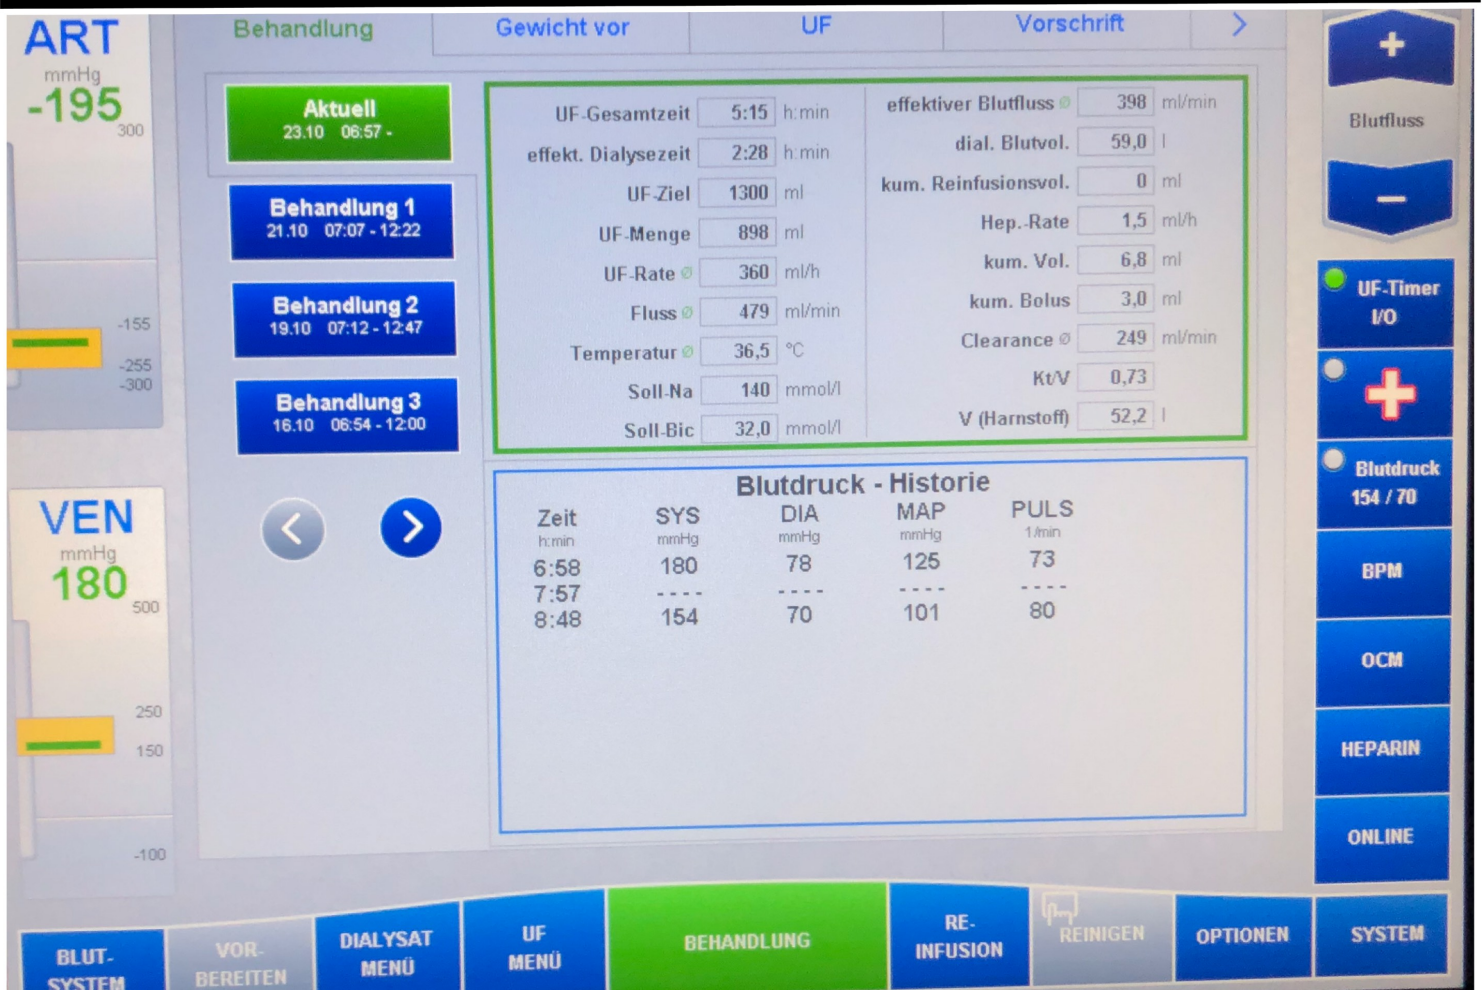 ART
mmHg
-195
300
-155
-255
-300
VEN
mmHg
180
500
250
150
-100
Behandlung
Gewicht vor
UF
Vorschrift
Aktuell
23.10 06:57 -
Behandlung 1
21.10 07:07 - 12:22
Behandlung 2
19.10 07:12 - 12:47
Behandlung 3
16.10 06:54 - 12:00
UF-Gesamtzeit 5:15 h:min
effekt. Dialysezeit 2:28 h:min
UF-Ziel 1300 ml
UF-Menge 898 ml
UF-Rate ∅ 360 ml/h
Fluss ∅ 479 ml/min
Temperatur ∅ 36,5 °C
Soll-Na 140 mmol/l
Soll-Bic 32,0 mmol/l
effektiver Blutfluss ∅ 398 ml/min
dial. Blutvol. 59,0 l
kum. Reinfusionsvol. 0 ml
Hep.-Rate 1,5 ml/h
kum. Vol. 6,8 ml
kum. Bolus 3,0 ml
Clearance ∅ 249 ml/min
Kt/V 0,73
V (Harnstoff) 52,2 l
Blutdruck - Historie
Zeit SYS DIA MAP PULS
h:min mmHg mmHg mmHg 1/min
6:58 180 78 125 73
7:57 ---- ---- ---- ----
8:48 154 70 101 80
+
Blutfluss
−
UF-Timer
I/O
Blutdruck
154 / 70
BPM
OCM
HEPARIN
ONLINE
BLUT-
SYSTEM
VOR-
BEREITEN
DIALYSAT
MENÜ
UF
MENÜ
BEHANDLUNG
RE-
INFUSION
REINIGEN
OPTIONEN
SYSTEM